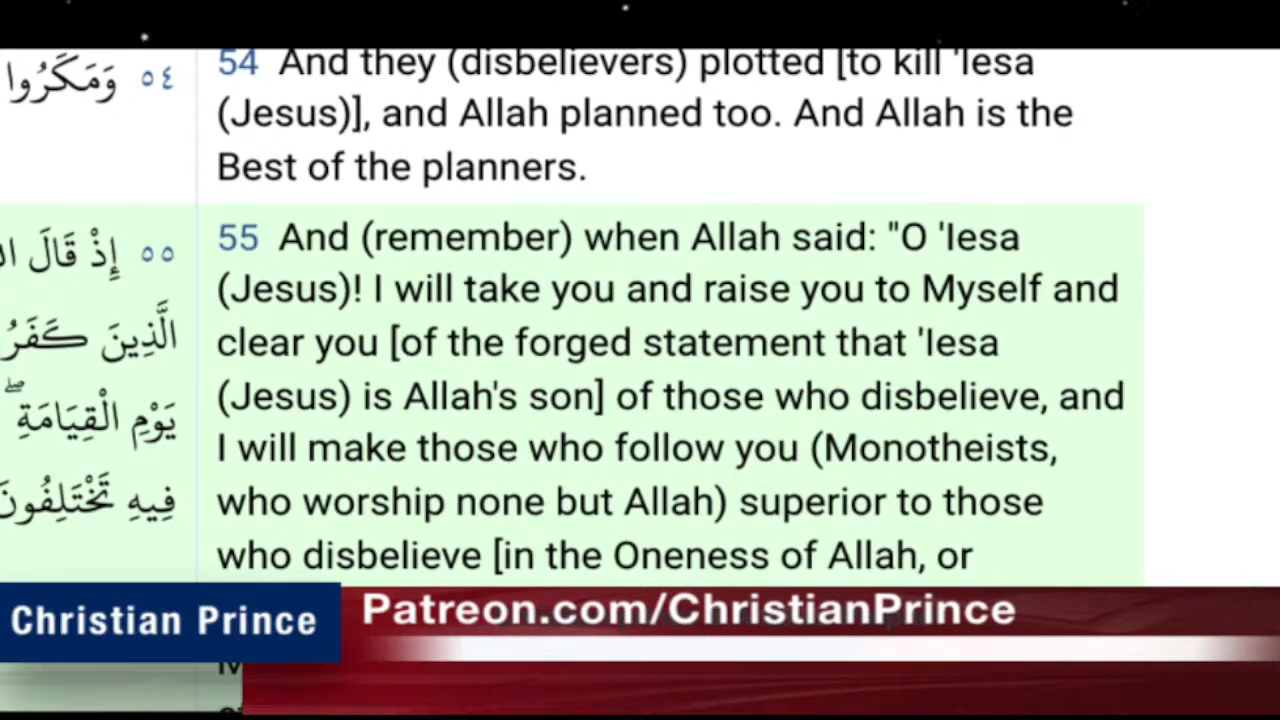 54 And they (disbelievers) plotted [to kill 'Iesa
(Jesus)], and Allah planned too. And Allah is the
Best of the planners.
٥٤ وَمَكَرُوا
55 And (remember) when Allah said: "O 'Iesa
(Jesus)! I will take you and raise you to Myself and
clear you [of the forged statement that 'Iesa
(Jesus) is Allah's son] of those who disbelieve, and
I will make those who follow you (Monotheists,
who worship none but Allah) superior to those
who disbelieve [in the Oneness of Allah, or
٥٥ إِذْ قَالَ
الَّذِينَ
يَوْمِ الْقِيَامَةِ ۖ
فِيهِ تَخْتَلِفُونَ
Christian Prince
Patreon.com/ChristianPrince